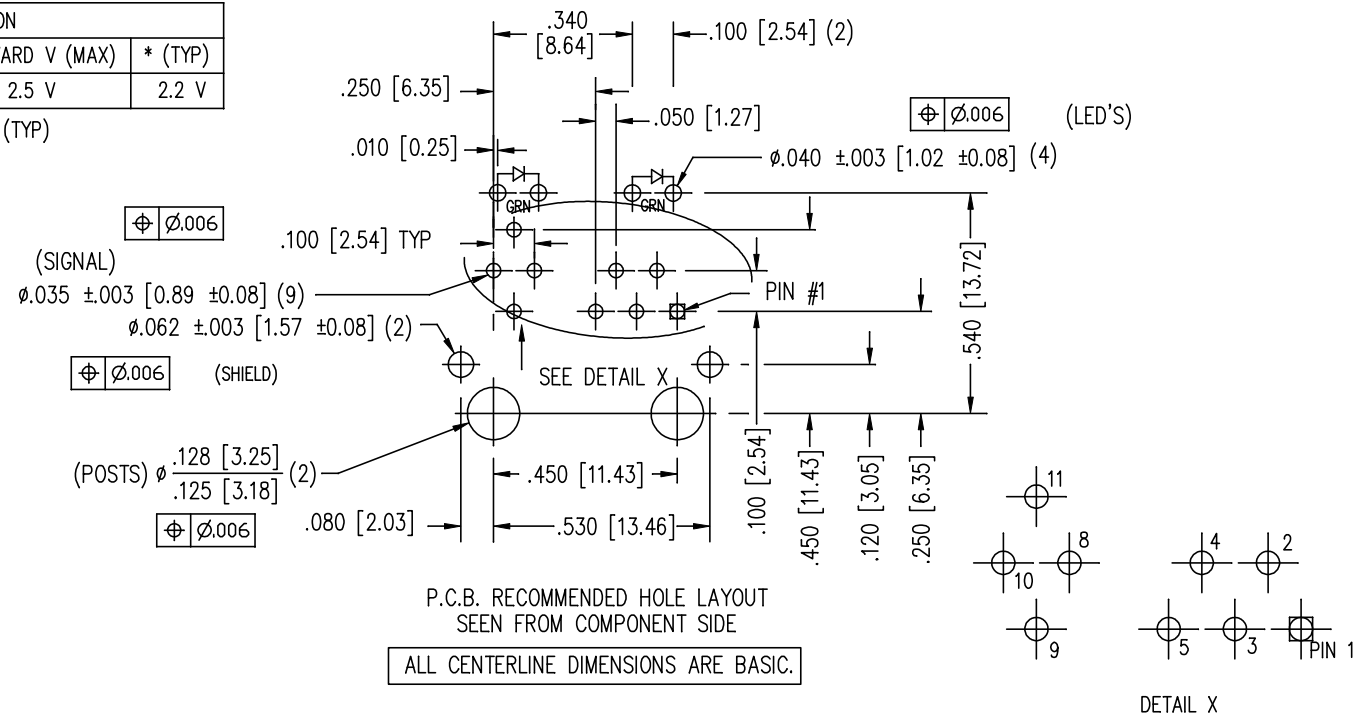 ON
ARD V (MAX) * (TYP)
2.5 V 2.2 V
(TYP)
.340
[8.64]
.100 [2.54] (2)
.250 [6.35]
.050 [1.27]
⌖ Ø.006 (LED'S)
.010 [0.25]
Ø.040 ±.003 [1.02 ±0.08] (4)
GRN GRN
⌖ Ø.006
.100 [2.54] TYP
(SIGNAL)
Ø.035 ±.003 [0.89 ±0.08] (9)
PIN #1
Ø.062 ±.003 [1.57 ±0.08] (2)
⌖ Ø.006 (SHIELD)
SEE DETAIL X
.540 [13.72]
(POSTS) Ø .128 [3.25] (2)
.125 [3.18]
⌖ Ø.006
.450 [11.43]
.080 [2.03]
.530 [13.46]
.100 [2.54]
.450 [11.43]
.120 [3.05]
.250 [6.35]
P.C.B. RECOMMENDED HOLE LAYOUT
SEEN FROM COMPONENT SIDE
ALL CENTERLINE DIMENSIONS ARE BASIC.
11
8 4 2
10
9 5 3 PIN 1
DETAIL X